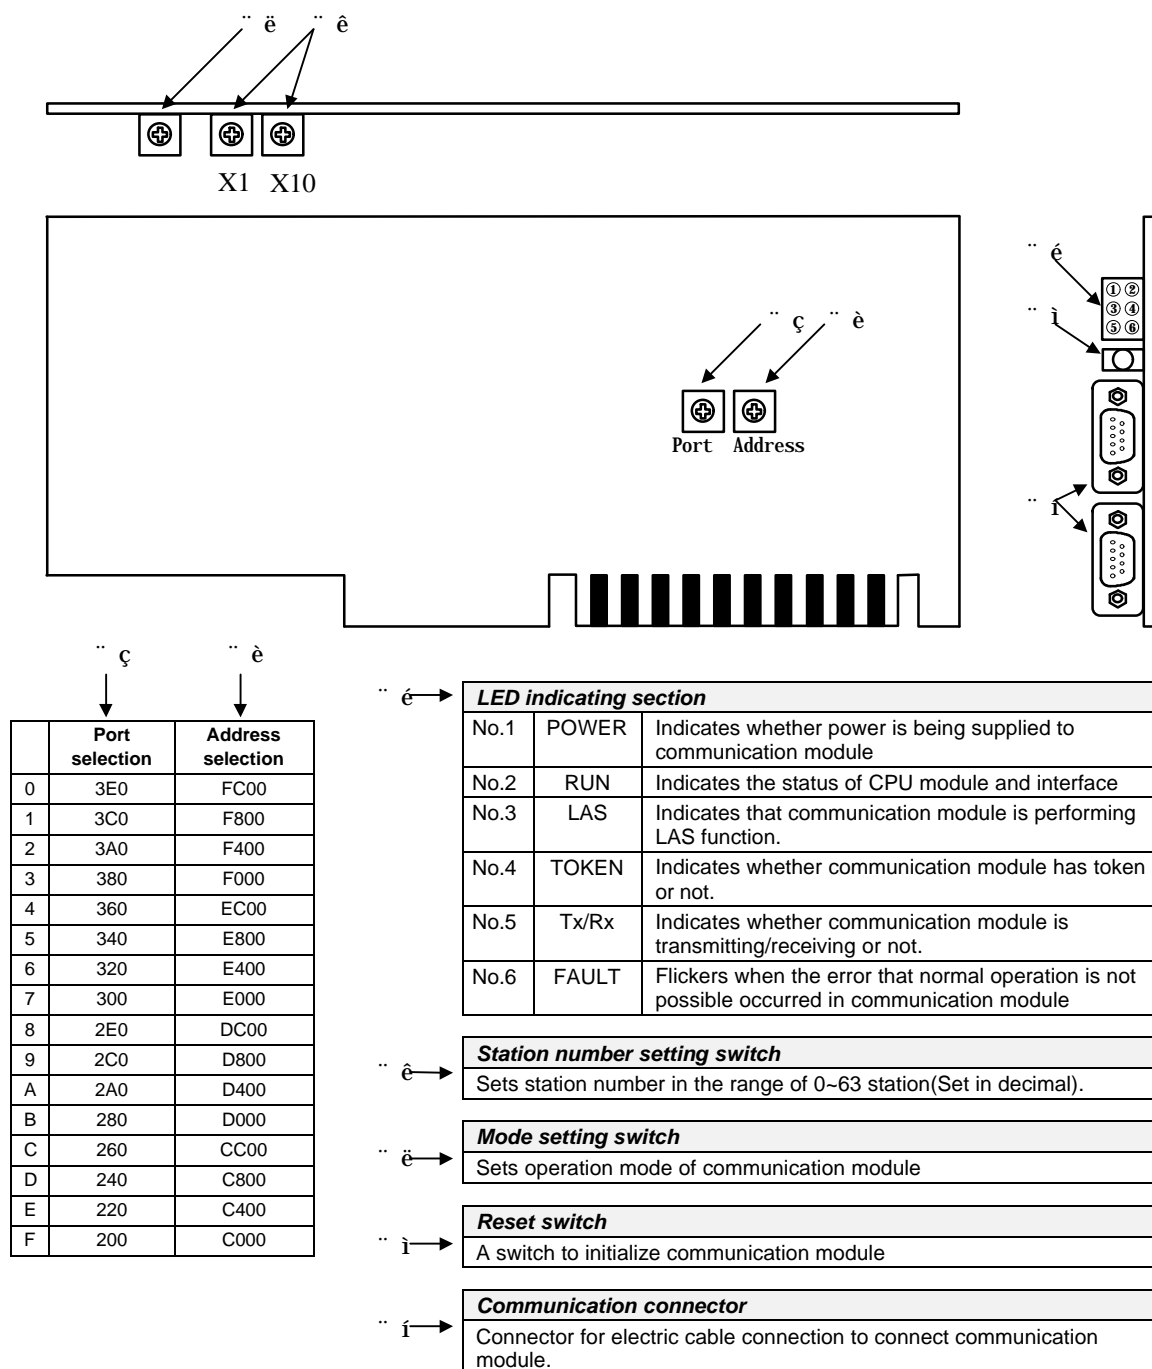 ¨ ë ¨ ê
X1 X10
¨ é
① ②
③ ④
⑤ ⑥
¨ ì
¨ ç ¨ è
Port Address
¨ í
¨ ç ¨ è
Port selection Address selection
0 3E0 FC00
1 3C0 F800
2 3A0 F400
3 380 F000
4 360 EC00
5 340 E800
6 320 E400
7 300 E000
8 2E0 DC00
9 2C0 D800
A 2A0 D400
B 280 D000
C 260 CC00
D 240 C800
E 220 C400
F 200 C000
¨ é
LED indicating section
No.1 POWER Indicates whether power is being supplied to
communication module
No.2 RUN Indicates the status of CPU module and interface
No.3 LAS Indicates that communication module is performing
LAS function.
No.4 TOKEN Indicates whether communication module has token
or not.
No.5 Tx/Rx Indicates whether communication module is
transmitting/receiving or not.
No.6 FAULT Flickers when the error that normal operation is not
possible occurred in communication module
¨ ê
Station number setting switch
Sets station number in the range of 0~63 station(Set in decimal).
¨ ë
Mode setting switch
Sets operation mode of communication module
¨ ì
Reset switch
A switch to initialize communication module
¨ í
Communication connector
Connector for electric cable connection to connect communication
module.